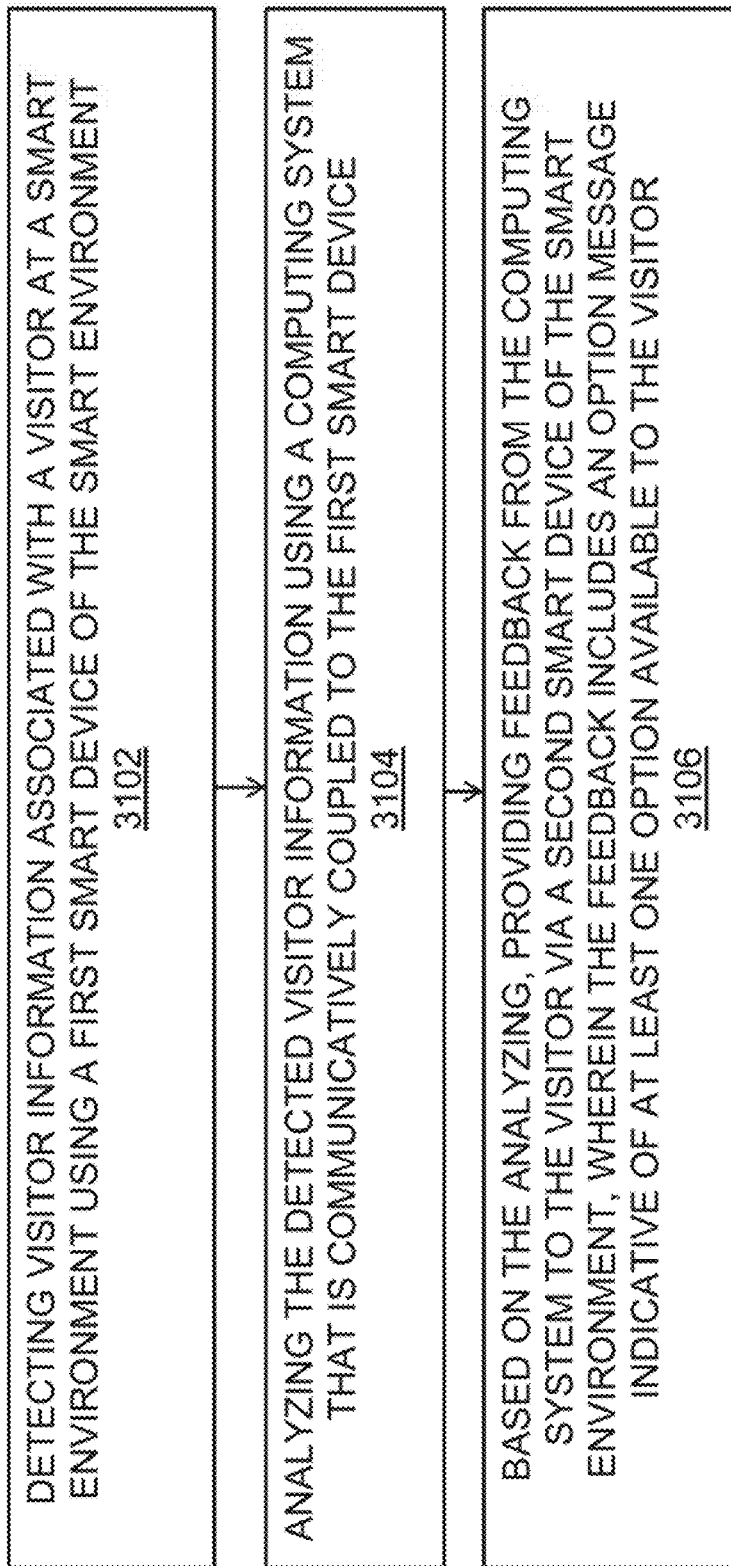 DETECTING VISITOR INFORMATION ASSOCIATED WITH A VISITOR AT A SMART
ENVIRONMENT USING A FIRST SMART DEVICE OF THE SMART ENVIRONMENT
3102
ANALYZING THE DETECTED VISITOR INFORMATION USING A COMPUTING SYSTEM
THAT IS COMMUNICATIVELY COUPLED TO THE FIRST SMART DEVICE
3104
BASED ON THE ANALYZING, PROVIDING FEEDBACK FROM THE COMPUTING
SYSTEM TO THE VISITOR VIA A SECOND SMART DEVICE OF THE SMART
ENVIRONMENT, WHEREIN THE FEEDBACK INCLUDES AN OPTION MESSAGE
INDICATIVE OF AT LEAST ONE OPTION AVAILABLE TO THE VISITOR
3106